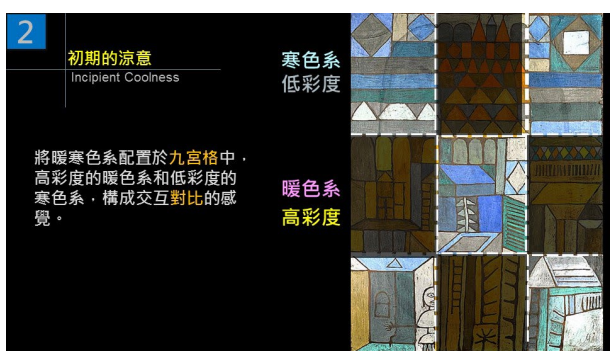 2
初期的涼意
Incipient Coolness
寒色系
低彩度
將暖寒色系配置於九宮格中，
高彩度的暖色系和低彩度的
寒色系，構成交互對比的感
覺。
暖色系
高彩度